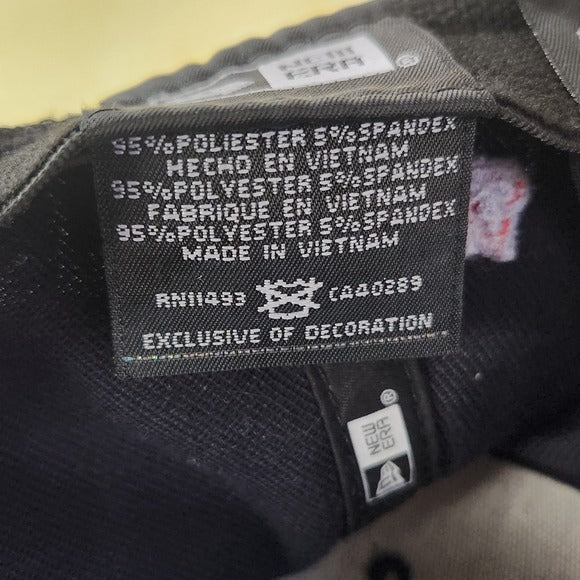 NEW ERA ®
95%POLIESTER 5%SPANDEX
HECHO EN VIETNAM
95%POLYESTER 5%SPANDEX
FABRIQUE EN VIETNAM
95%POLYESTER 5%SPANDEX
MADE IN VIETNAM
RN11493 CA40289
EXCLUSIVE OF DECORATION
NEW ERA ®